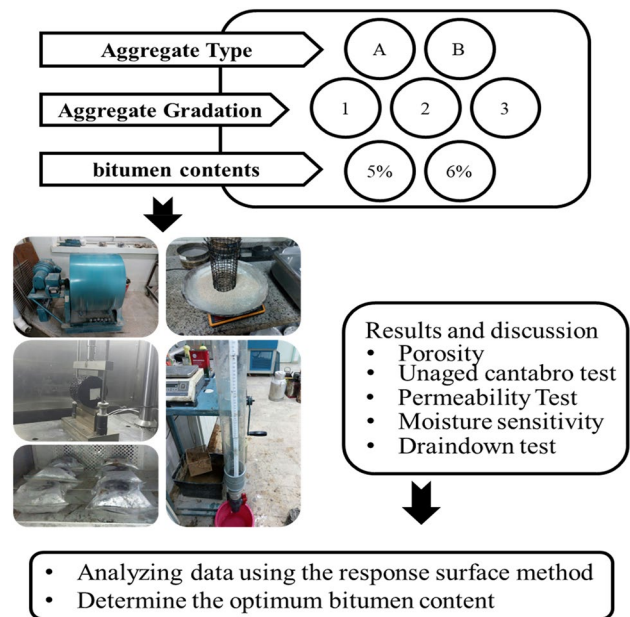 Aggregate Type
A
B
Aggregate Gradation
1
2
3
bitumen contents
5%
6%
Results and discussion
• Porosity
• Unaged cantabro test
• Permeability Test
• Moisture sensitivity
• Draindown test
• Analyzing data using the response surface method
• Determine the optimum bitumen content